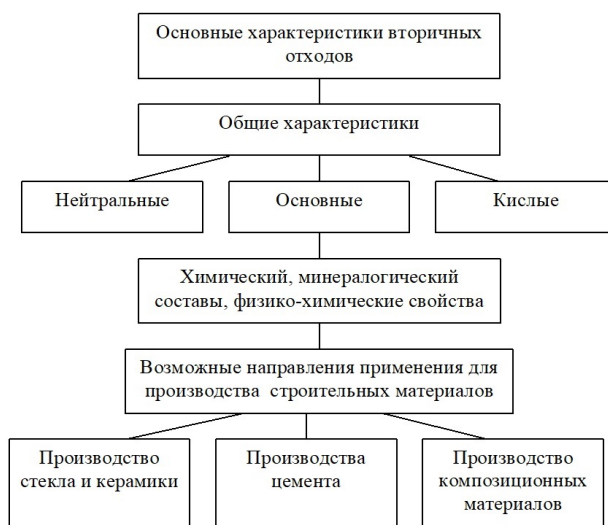 Основные характеристики вторичных
отходов
Общие характеристики
Нейтральные
Основные
Кислые
Химический, минералогический
составы, физико-химические свойства
Возможные направления применения для
производства строительных материалов
Производство
стекла и керамики
Производства
цемента
Производство
композиционных
материалов